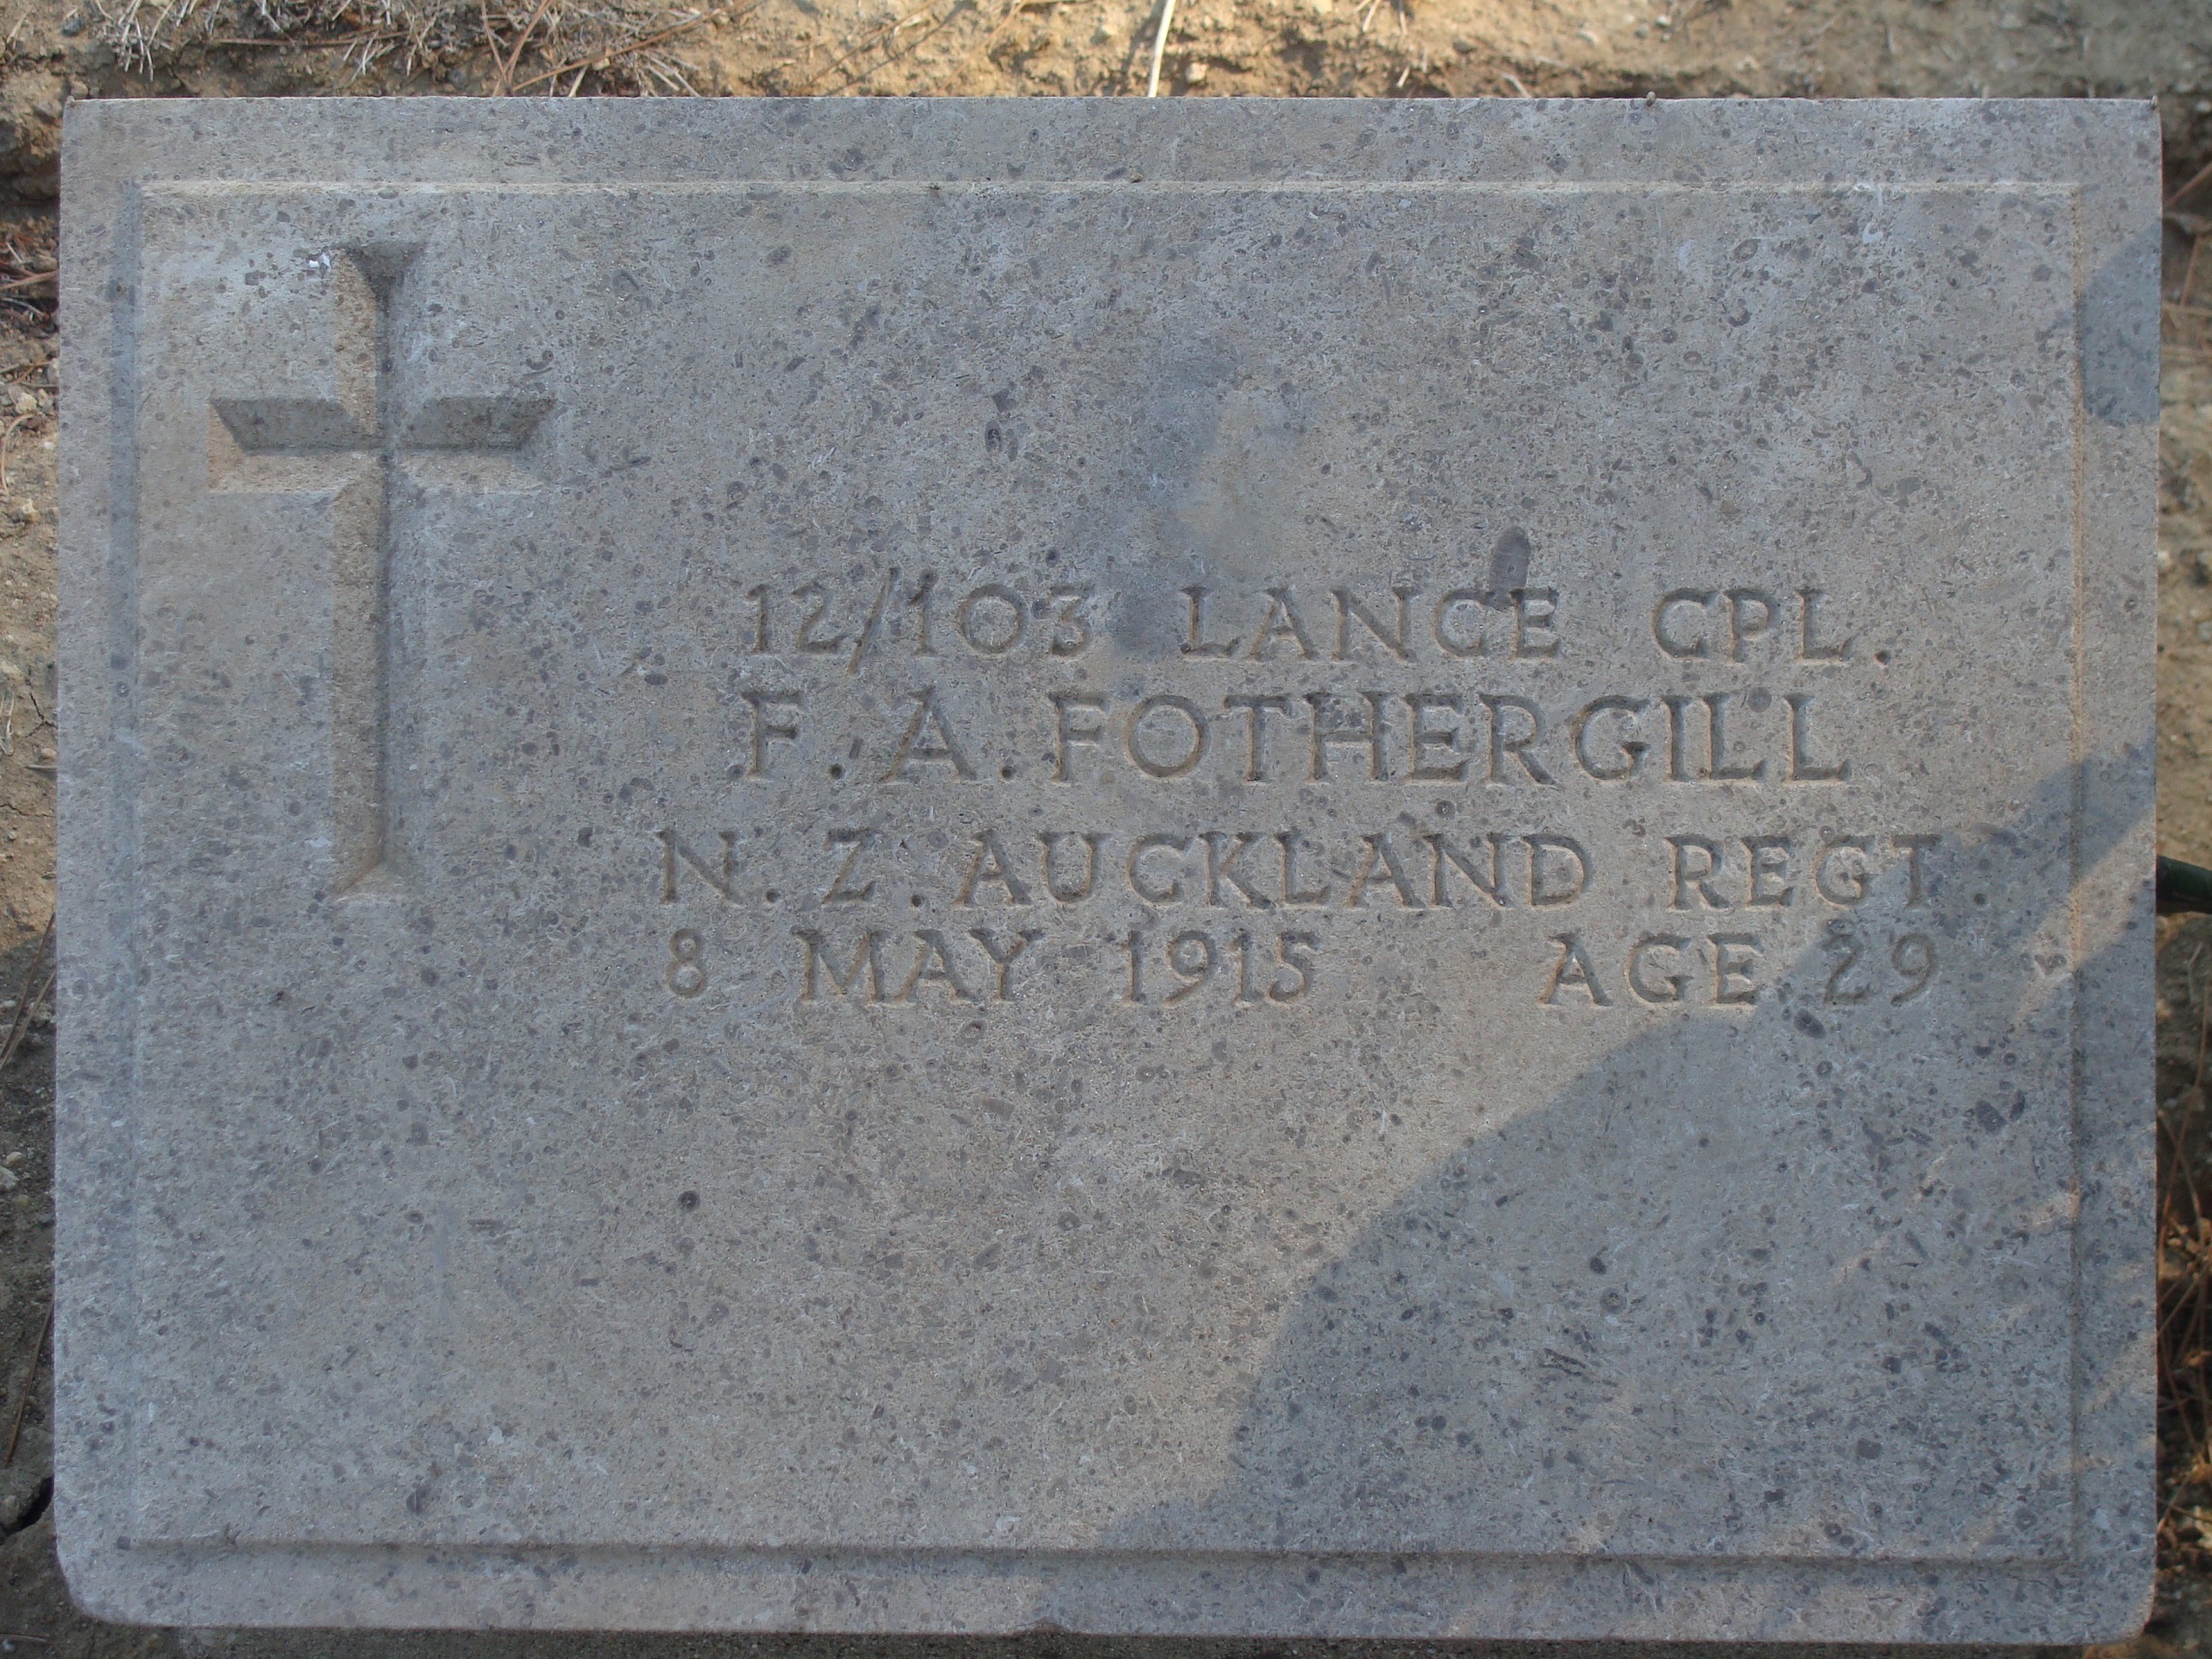 12/103 LANCE CPL.
F. A. FOTHERGILL
N. Z. AUCKLAND REGT.
8 MAY 1915 AGE 29